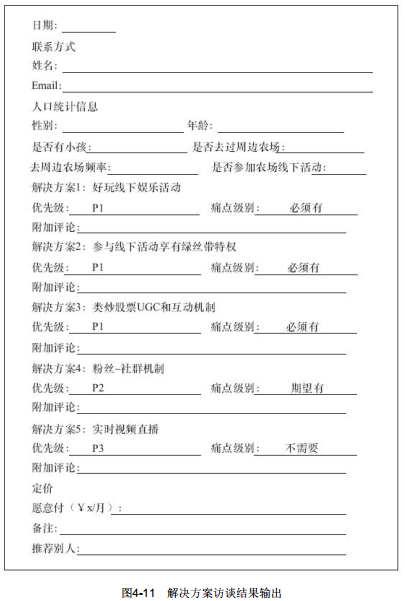 日期：
联系方式
姓名：
Email:
人口统计信息
性别： 年龄：
是否有小孩： 是否去过周边农场：
去周边农场频率： 是否参加农场线下活动：
解决方案1：好玩线下娱乐活动
优先级： P1 痛点级别： 必须有
附加评论：
解决方案2：参与线下活动享有绿丝带特权
优先级： P1 痛点级别： 必须有
附加评论：
解决方案3：类炒股票UGC和互动机制
优先级： P1 痛点级别： 必须有
附加评论：
解决方案4：粉丝–社群机制
优先级： P2 痛点级别： 期望有
附加评论：
解决方案5：实时视频直播
优先级： P3 痛点级别： 不需要
附加评论：
定价
愿意付（￥x/月）：
备注：
推荐别人：
图4-11 解决方案访谈结果输出